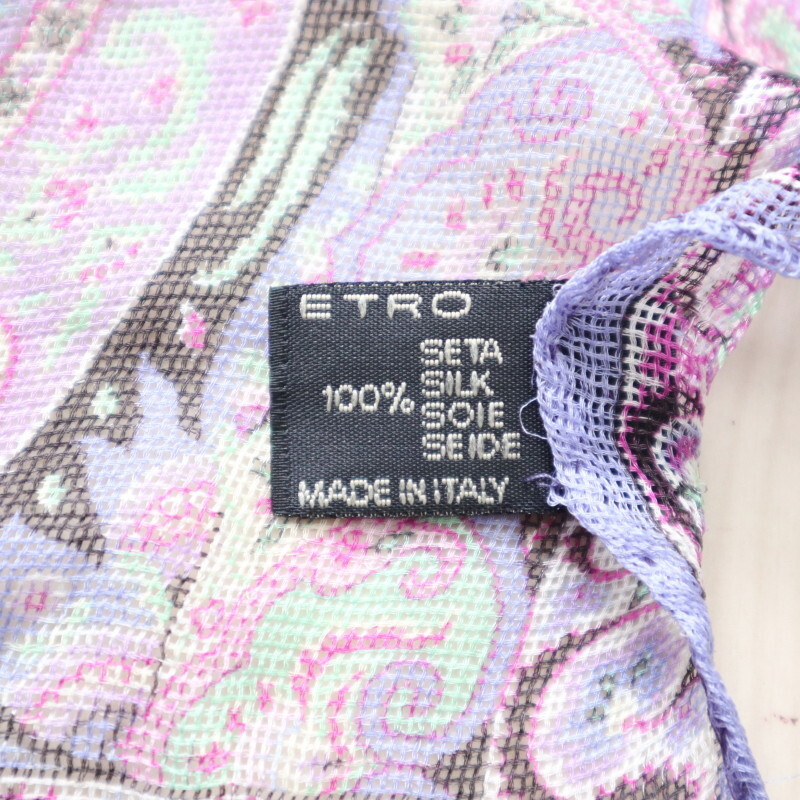 ETRO
SETA
100% SILK
SOIE
SEIDE
MADE IN ITALY